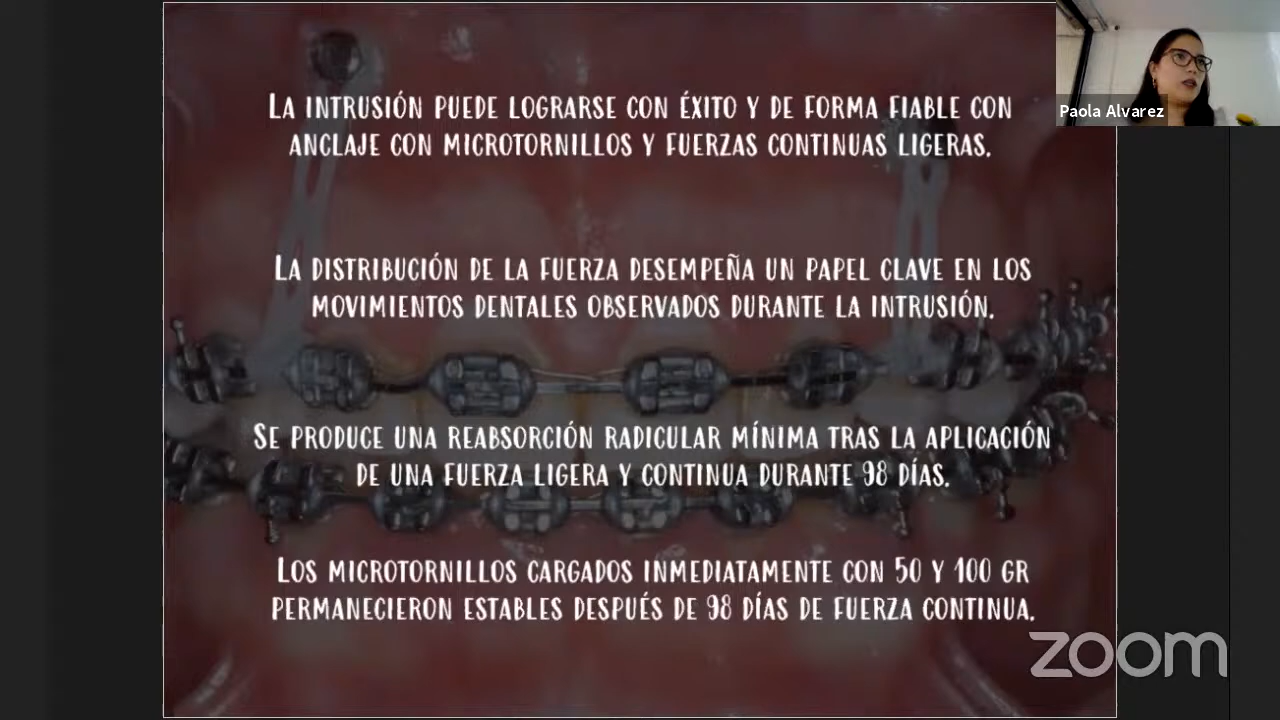 LA INTRUSIÓN PUEDE LOGRARSE CON ÉXITO Y DE FORMA FIABLE CON
ANCLAJE CON MICROTORNILLOS Y FUERZAS CONTINUAS LIGERAS.
Paola Alvarez
LA DISTRIBUCIÓN DE LA FUERZA DESEMPEÑA UN PAPEL CLAVE EN LOS
MOVIMIENTOS DENTALES OBSERVADOS DURANTE LA INTRUSIÓN.
SE PRODUCE UNA REABSORCIÓN RADICULAR MÍNIMA TRAS LA APLICACIÓN
DE UNA FUERZA LIGERA Y CONTINUA DURANTE 98 DÍAS.
LOS MICROTORNILLOS CARGADOS INMEDIATAMENTE CON 50 Y 100 GR
PERMANECIERON ESTABLES DESPUÉS DE 98 DÍAS DE FUERZA CONTINUA.
zoom